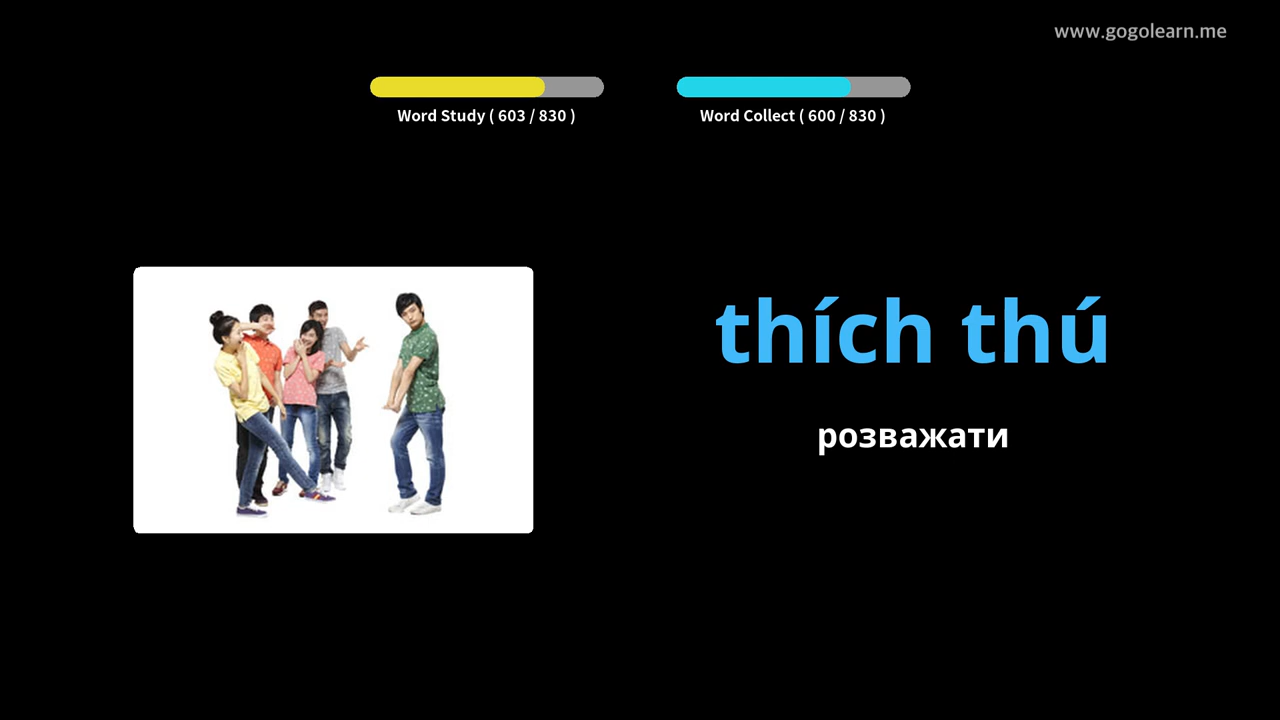 www.gogolearn.me
Word Study ( 603 / 830 )
Word Collect ( 600 / 830 )
thích thú
розважати